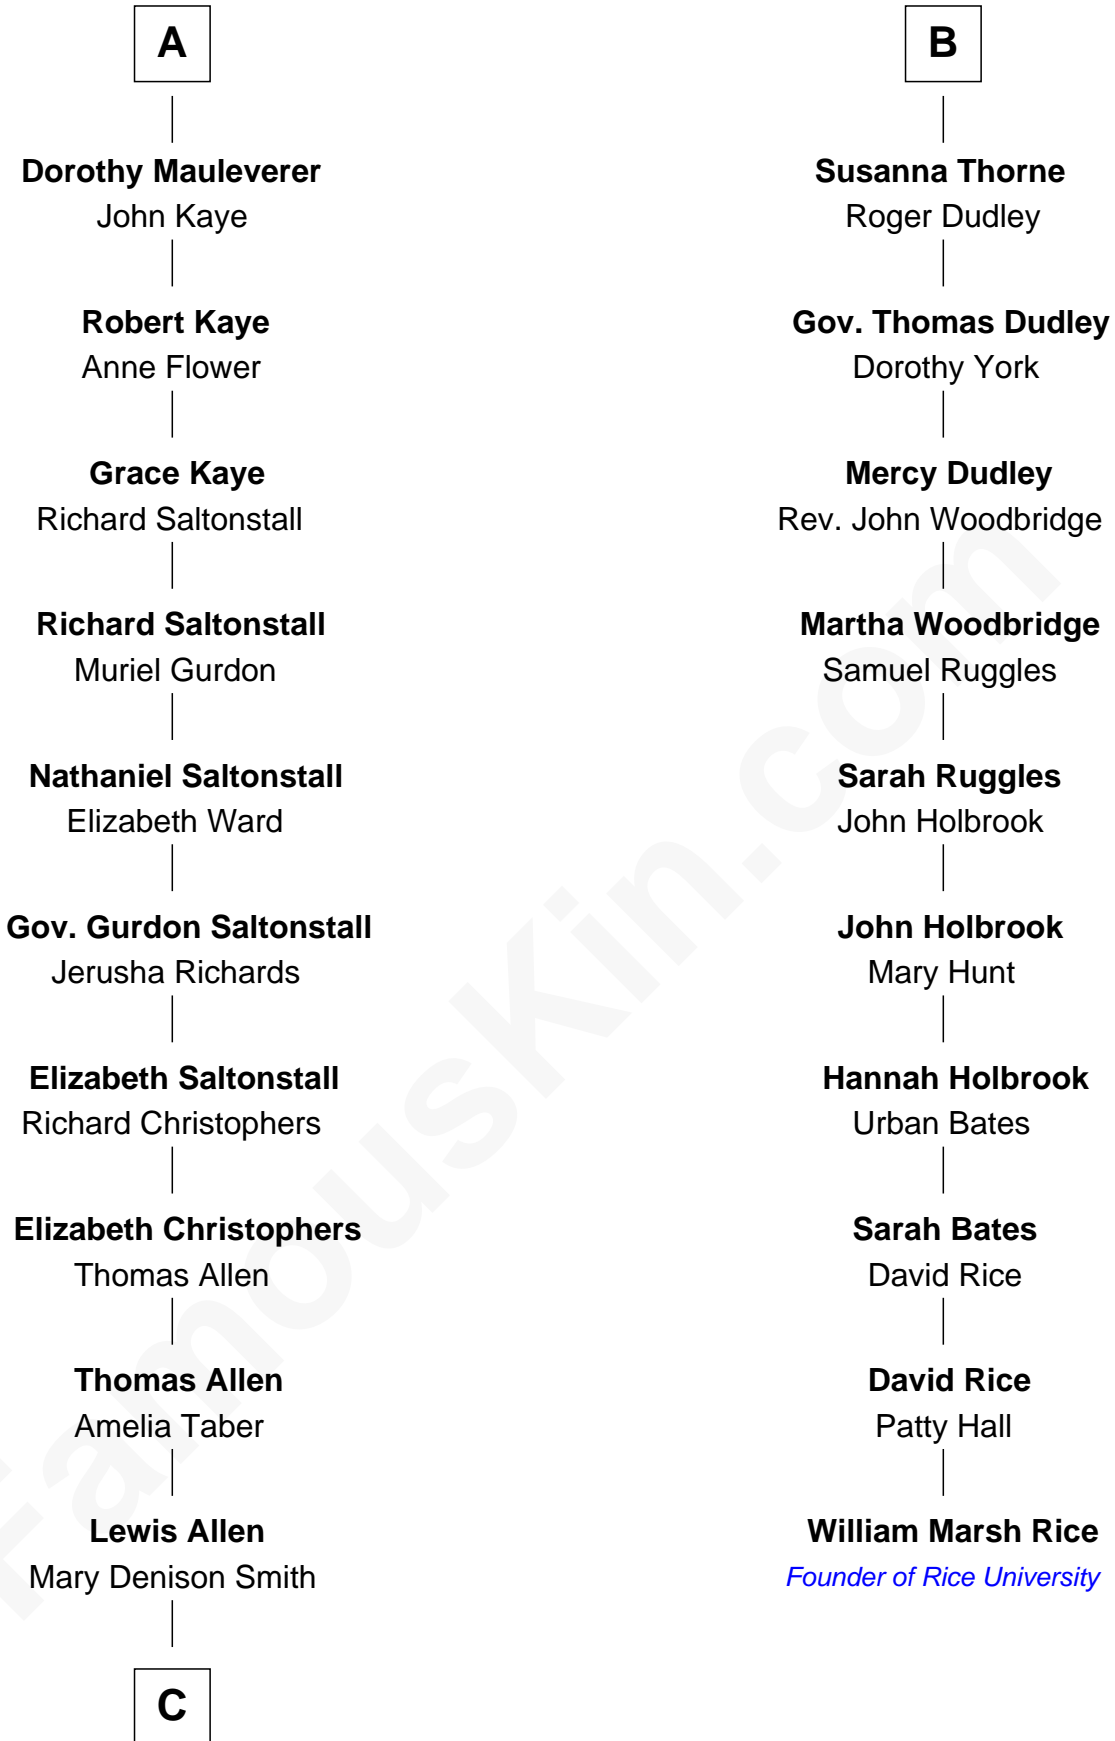 A
Dorothy Mauleverer
John Kaye
Robert Kaye
Anne Flower
Grace Kaye
Richard Saltonstall
Richard Saltonstall
Muriel Gurdon
Nathaniel Saltonstall
Elizabeth Ward
Gov. Gurdon Saltonstall
Jerusha Richards
Elizabeth Saltonstall
Richard Christophers
Elizabeth Christophers
Thomas Allen
Thomas Allen
Amelia Taber
Lewis Allen
Mary Denison Smith
C
B
Susanna Thorne
Roger Dudley
Gov. Thomas Dudley
Dorothy York
Mercy Dudley
Rev. John Woodbridge
Martha Woodbridge
Samuel Ruggles
Sarah Ruggles
John Holbrook
John Holbrook
Mary Hunt
Hannah Holbrook
Urban Bates
Sarah Bates
David Rice
David Rice
Patty Hall
William Marsh Rice
Founder of Rice University
FamousKin.com